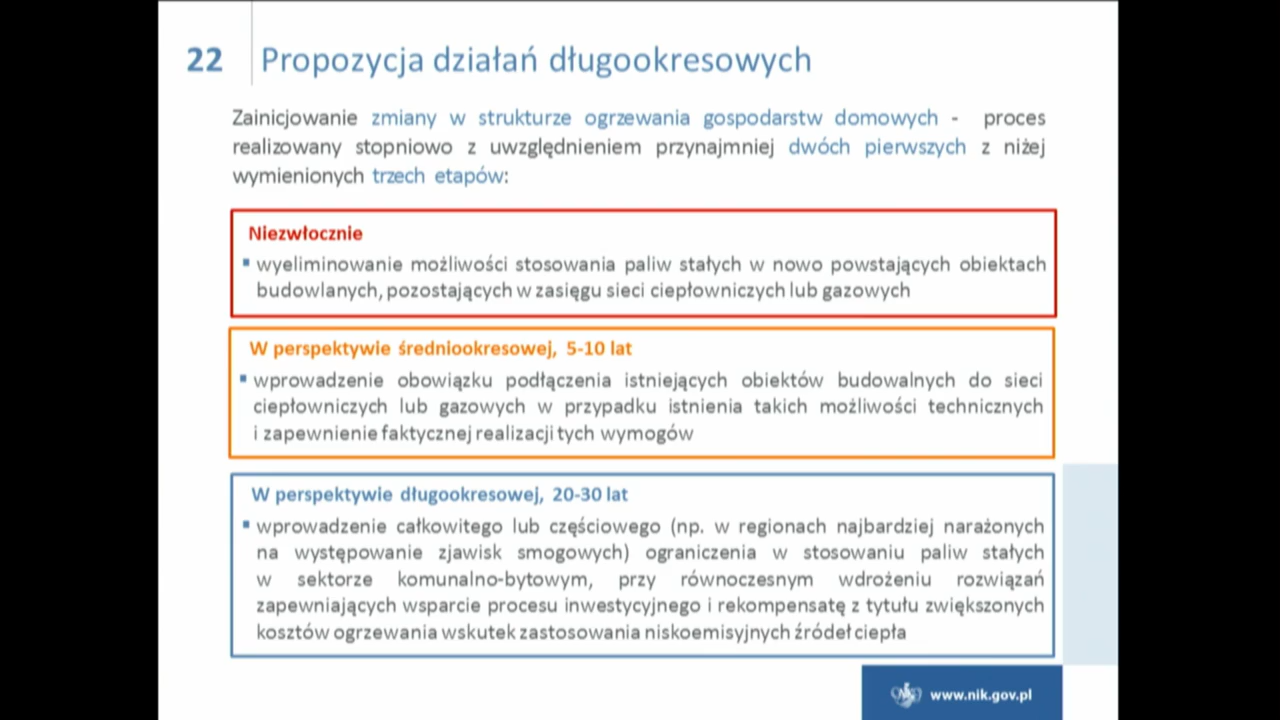 22 Propozycja działań długookresowych
Zainicjowanie zmiany w strukturze ogrzewania gospodarstw domowych - proces
realizowany stopniowo z uwzględnieniem przynajmniej dwóch pierwszych z niżej
wymienionych trzech etapów:
Niezwłocznie
▪ wyeliminowanie możliwości stosowania paliw stałych w nowo powstających obiektach
budowlanych, pozostających w zasięgu sieci ciepłowniczych lub gazowych
W perspektywie średniookresowej, 5-10 lat
▪ wprowadzenie obowiązku podłączenia istniejących obiektów budowalnych do sieci
ciepłowniczych lub gazowych w przypadku istnienia takich możliwości technicznych
i zapewnienie faktycznej realizacji tych wymogów
W perspektywie długookresowej, 20-30 lat
▪ wprowadzenie całkowitego lub częściowego (np. w regionach najbardziej narażonych
na występowanie zjawisk smogowych) ograniczenia w stosowaniu paliw stałych
w sektorze komunalno-bytowym, przy równoczesnym wdrożeniu rozwiązań
zapewniających wsparcie procesu inwestycyjnego i rekompensatę z tytułu zwiększonych
kosztów ogrzewania wskutek zastosowania niskoemisyjnych źródeł ciepła
www.nik.gov.pl